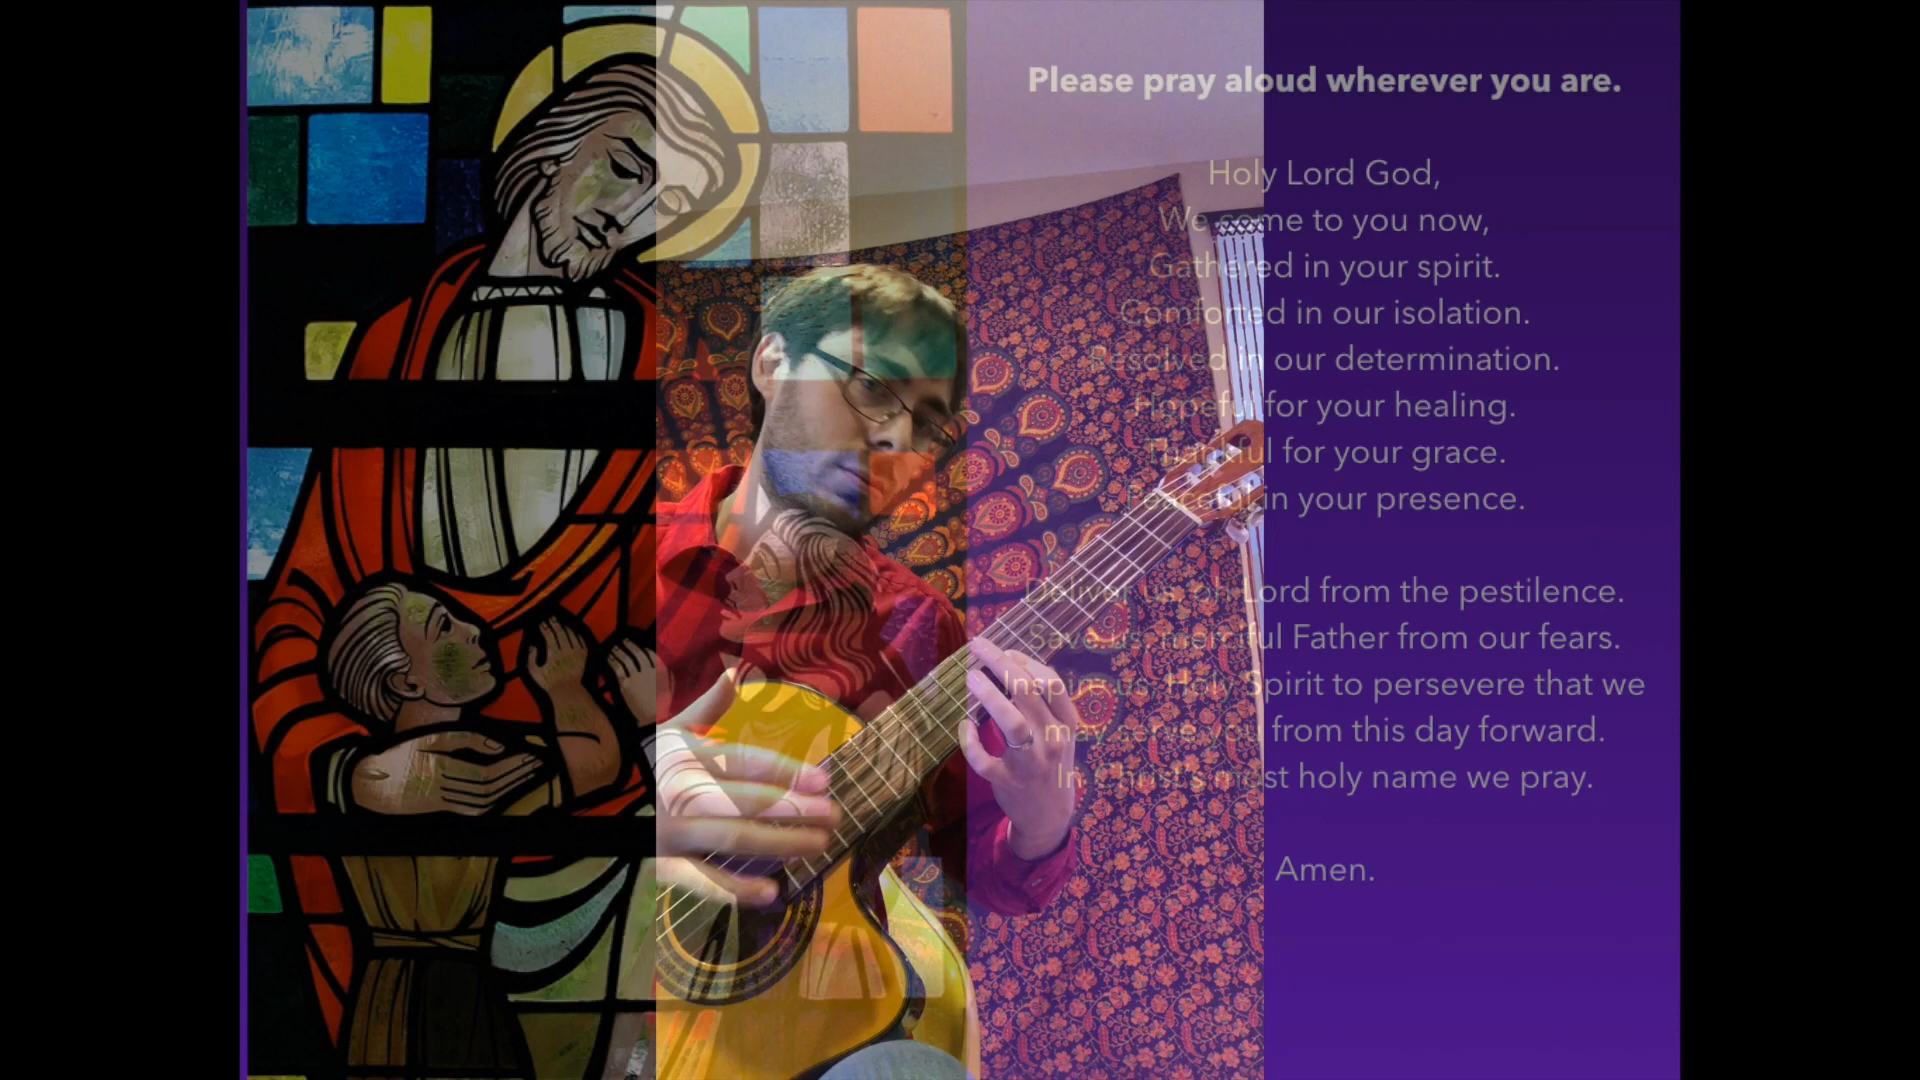 Please pray aloud wherever you are.
Holy Lord God,
We come to you now,
Gathered in your spirit.
Comforted in our isolation.
Resolved in our determination.
Hopeful for your healing.
Thankful for your grace.
Peaceful in your presence.
Deliver us, oh Lord from the pestilence.
Save us, merciful Father from our fears.
Inspire us, Holy Spirit to persevere that we
may serve you from this day forward.
In Christ's most holy name we pray.
Amen.